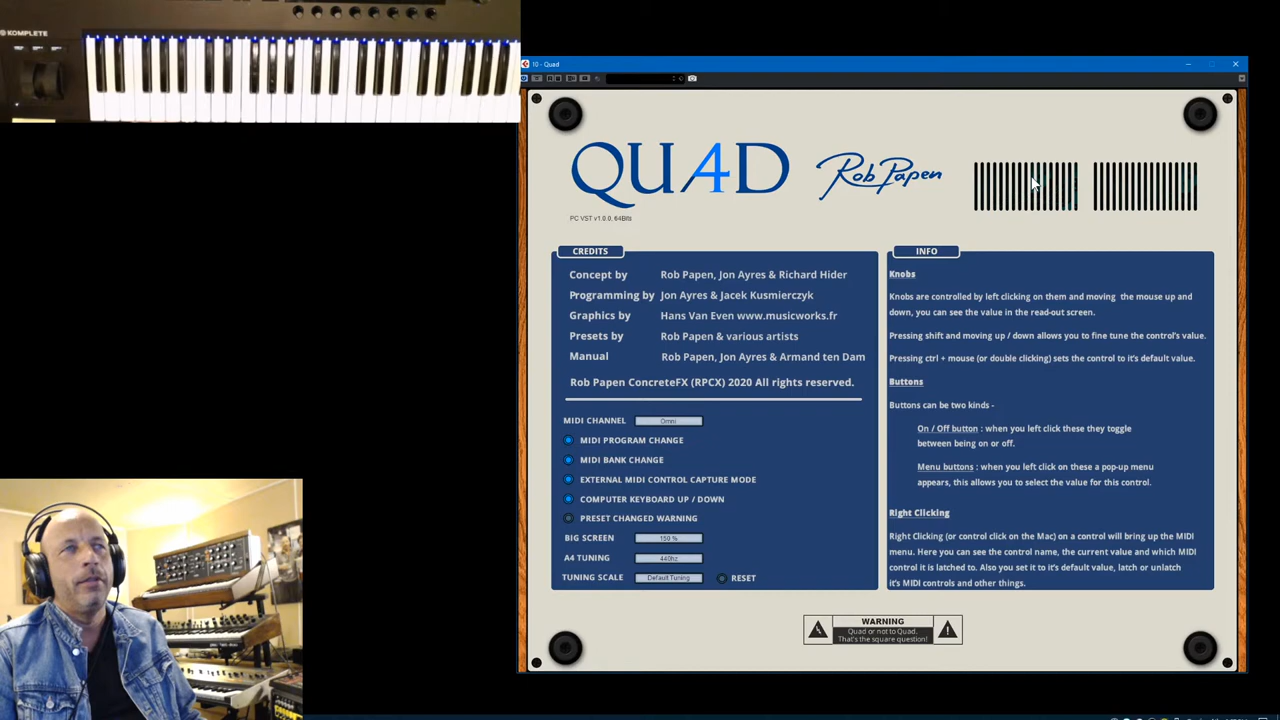 KOMPLETE
10 - Quad
QU4D
Rob Papen
PC VST v1.0.0, 64Bits
CREDITS
Concept by Rob Papen, Jon Ayres & Richard Hider
Programming by Jon Ayres & Jacek Kusmierczyk
Graphics by Hans Van Even www.musicworks.fr
Presets by Rob Papen & various artists
Manual Rob Papen, Jon Ayres & Armand ten Dam
Rob Papen ConcreteFX (RPCX) 2020 All rights reserved.
MIDI CHANNEL Omni
MIDI PROGRAM CHANGE
MIDI BANK CHANGE
EXTERNAL MIDI CONTROL CAPTURE MODE
COMPUTER KEYBOARD UP / DOWN
PRESET CHANGED WARNING
BIG SCREEN 150 %
A4 TUNING 440hz
TUNING SCALE Default Tuning RESET
INFO
Knobs
Knobs are controlled by left clicking on them and moving the mouse up and
down, you can see the value in the read-out screen.
Pressing shift and moving up / down allows you to fine tune the control's value.
Pressing ctrl + mouse (or double clicking) sets the control to it's default value.
Buttons
Buttons can be two kinds -
On / Off button : when you left click these they toggle
between being on or off.
Menu buttons : when you left click on these a pop-up menu
appears, this allows you to select the value for this control.
Right Clicking
Right Clicking (or control click on the Mac) on a control will bring up the MIDI
menu. Here you can see the control name, the current value and which MIDI
control it is latched to. Also you set it to it's default value, latch or unlatch
it's MIDI controls and other things.
WARNING
Quad or not to Quad.
That's the square question!